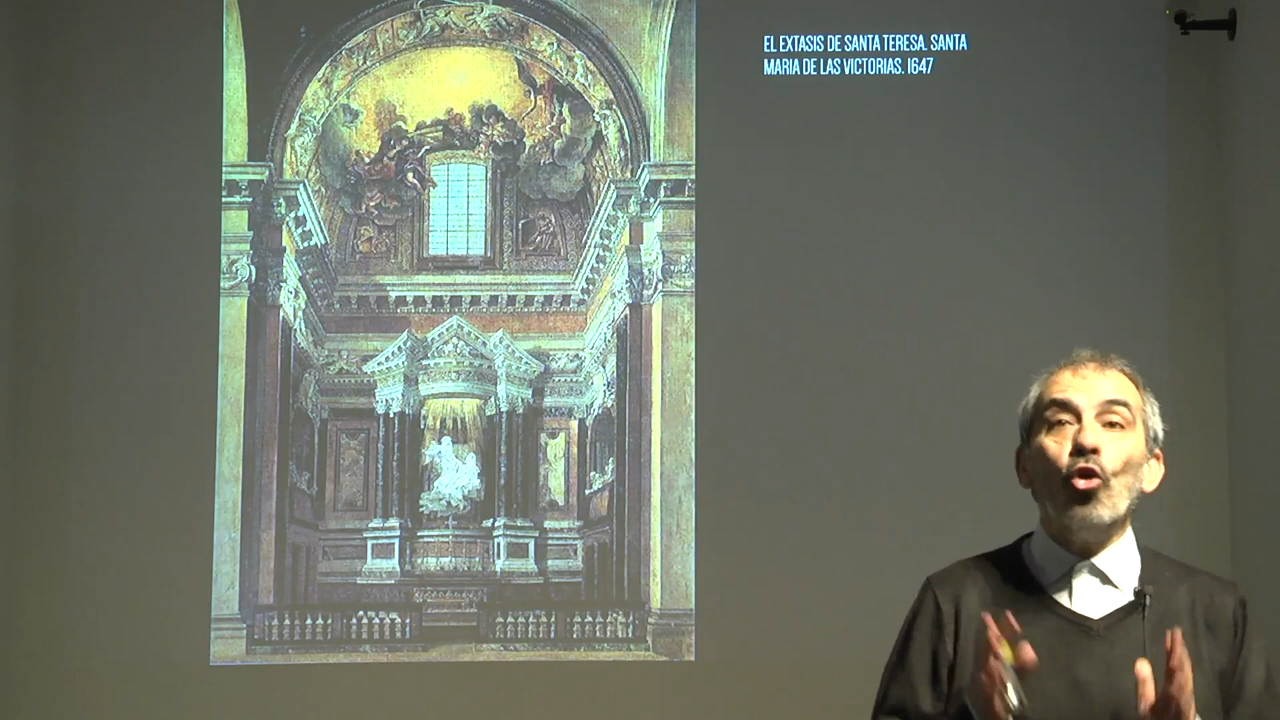 EL EXTASIS DE SANTA TERESA. SANTA
MARIA DE LAS VICTORIAS. 1647